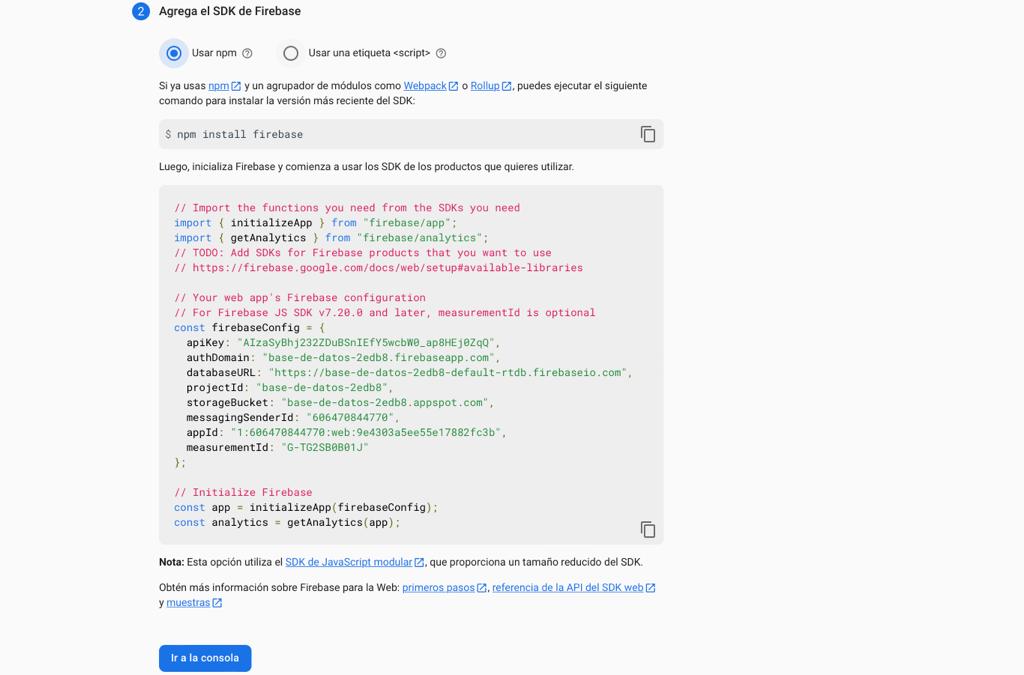 2 Agrega el SDK de Firebase
Usar npm Usar una etiqueta <script>
Si ya usas npm y un agrupador de módulos como Webpack o Rollup, puedes ejecutar el siguiente
comando para instalar la versión más reciente del SDK:
$ npm install firebase
Luego, inicializa Firebase y comienza a usar los SDK de los productos que quieres utilizar.
// Import the functions you need from the SDKs you need
import { initializeApp } from "firebase/app";
import { getAnalytics } from "firebase/analytics";
// TODO: Add SDKs for Firebase products that you want to use
// https://firebase.google.com/docs/web/setup#available-libraries
// Your web app's Firebase configuration
// For Firebase JS SDK v7.20.0 and later, measurementId is optional
const firebaseConfig = {
apiKey: "AIzaSyBhj232ZDuBSnIEfY5wcbW0_ap8HEj0ZqQ",
authDomain: "base-de-datos-2edb8.firebaseapp.com",
databaseURL: "https://base-de-datos-2edb8-default-rtdb.firebaseio.com",
projectId: "base-de-datos-2edb8",
storageBucket: "base-de-datos-2edb8.appspot.com",
messagingSenderId: "606470844770",
appId: "1:606470844770:web:9e4303a5ee55e17882fc3b",
measurementId: "G-TG2SB0B01J"
};
// Initialize Firebase
const app = initializeApp(firebaseConfig);
const analytics = getAnalytics(app);
Nota: Esta opción utiliza el SDK de JavaScript modular, que proporciona un tamaño reducido del SDK.
Obtén más información sobre Firebase para la Web: primeros pasos, referencia de la API del SDK web
y muestras
Ir a la consola